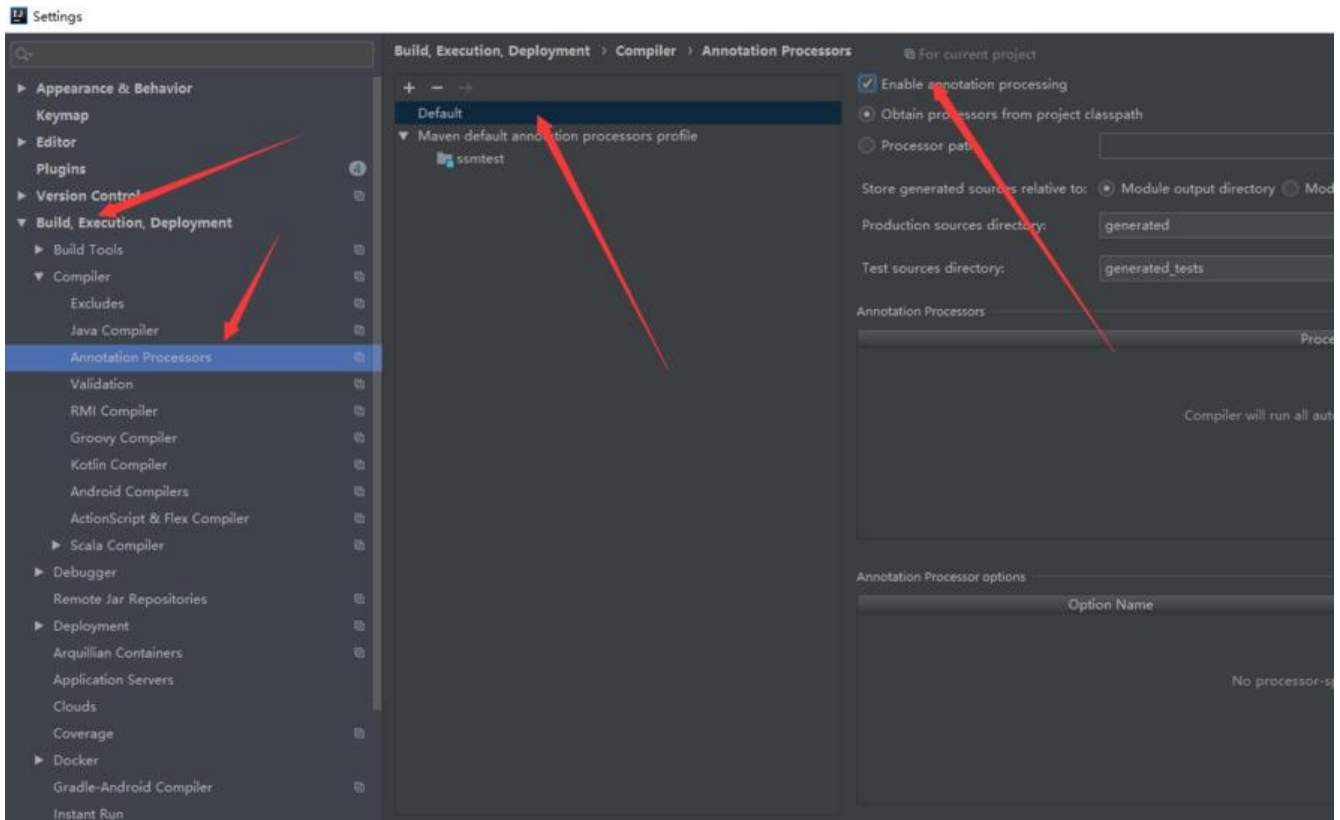 Settings
Appearance & Behavior
Keymap
Editor
Plugins
4
Version Control
Build, Execution, Deployment
Build Tools
Compiler
Excludes
Java Compiler
Annotation Processors
Validation
RMI Compiler
Groovy Compiler
Kotlin Compiler
Android Compilers
ActionScript & Flex Compiler
Scala Compiler
Debugger
Remote Jar Repositories
Deployment
Arquillian Containers
Application Servers
Clouds
Coverage
Docker
Gradle-Android Compiler
Instant Run
Build, Execution, Deployment › Compiler › Annotation Processors
For current project
Default
Maven default annotation processors profile
ssmtest
Enable annotation processing
Obtain processors from project classpath
Processor path
Store generated sources relative to:
Module output directory
Mod
Production sources directory:
generated
Test sources directory:
generated_tests
Annotation Processors
Proce
Compiler will run all aut
Annotation Processor options
Option Name
No processor-sp